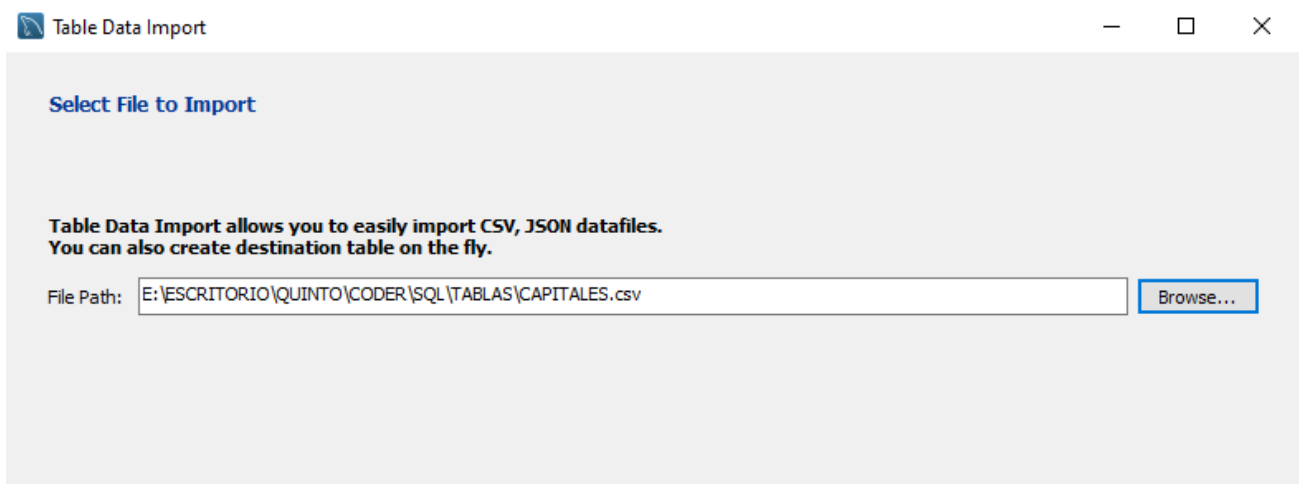 Table Data Import
Select File to Import
Table Data Import allows you to easily import CSV, JSON datafiles.
You can also create destination table on the fly.
File Path: E:\ESCRITORIO\QUINTO\CODER\SQL\TABLAS\CAPITALES.csv Browse...